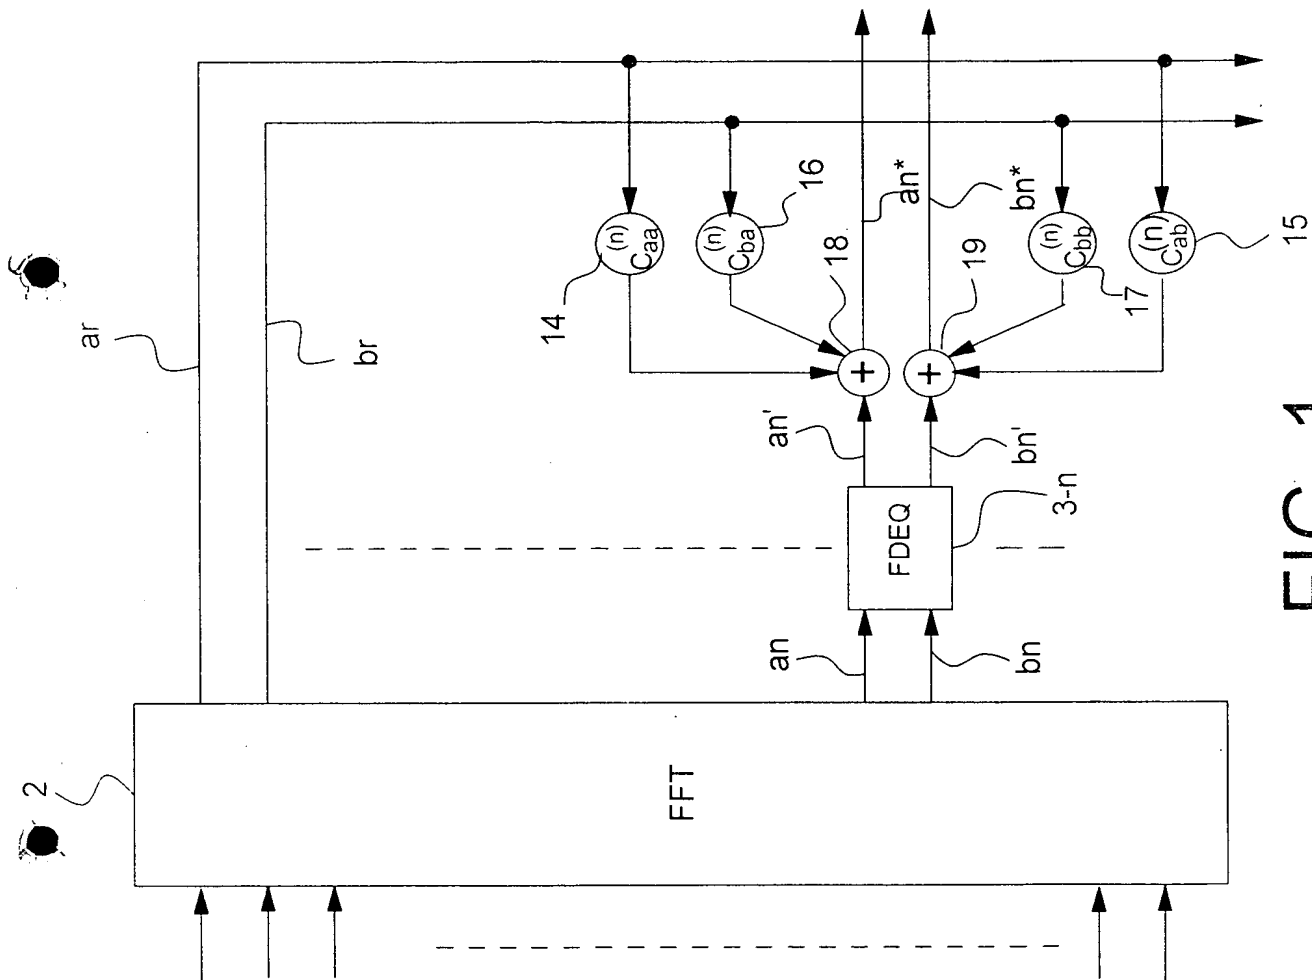 2
ar
br
FFT
an
bn
FDEQ
3-n
an'
bn'
14
Caa(n)
Cba(n)
16
18
+
+
19
an*
bn*
Cbb(n)
17
Cab(n)
15
FIG. 1